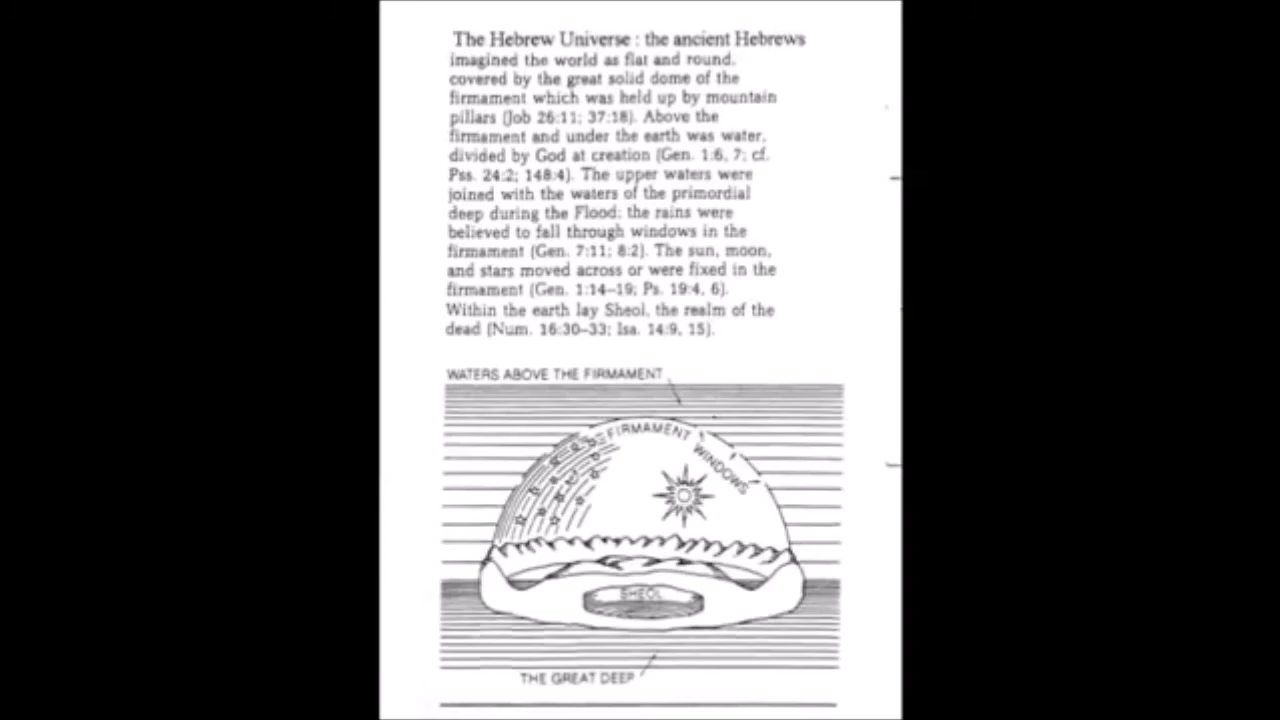 The Hebrew Universe : the ancient Hebrews
imagined the world as flat and round,
covered by the great solid dome of the
firmament which was held up by mountain
pillars (Job 26:11; 37:18). Above the
firmament and under the earth was water,
divided by God at creation (Gen. 1:6, 7; cf.
Pss. 24:2; 148:4). The upper waters were
joined with the waters of the primordial
deep during the Flood; the rains were
believed to fall through windows in the
firmament (Gen. 7:11; 8:2). The sun, moon,
and stars moved across or were fixed in the
firmament (Gen. 1:14–19; Ps. 19:4, 6).
Within the earth lay Sheol, the realm of the
dead (Num. 16:30–33; Isa. 14:9, 15).
WATERS ABOVE THE FIRMAMENT
FIRMAMENT
WINDOWS
SHEOL
THE GREAT DEEP